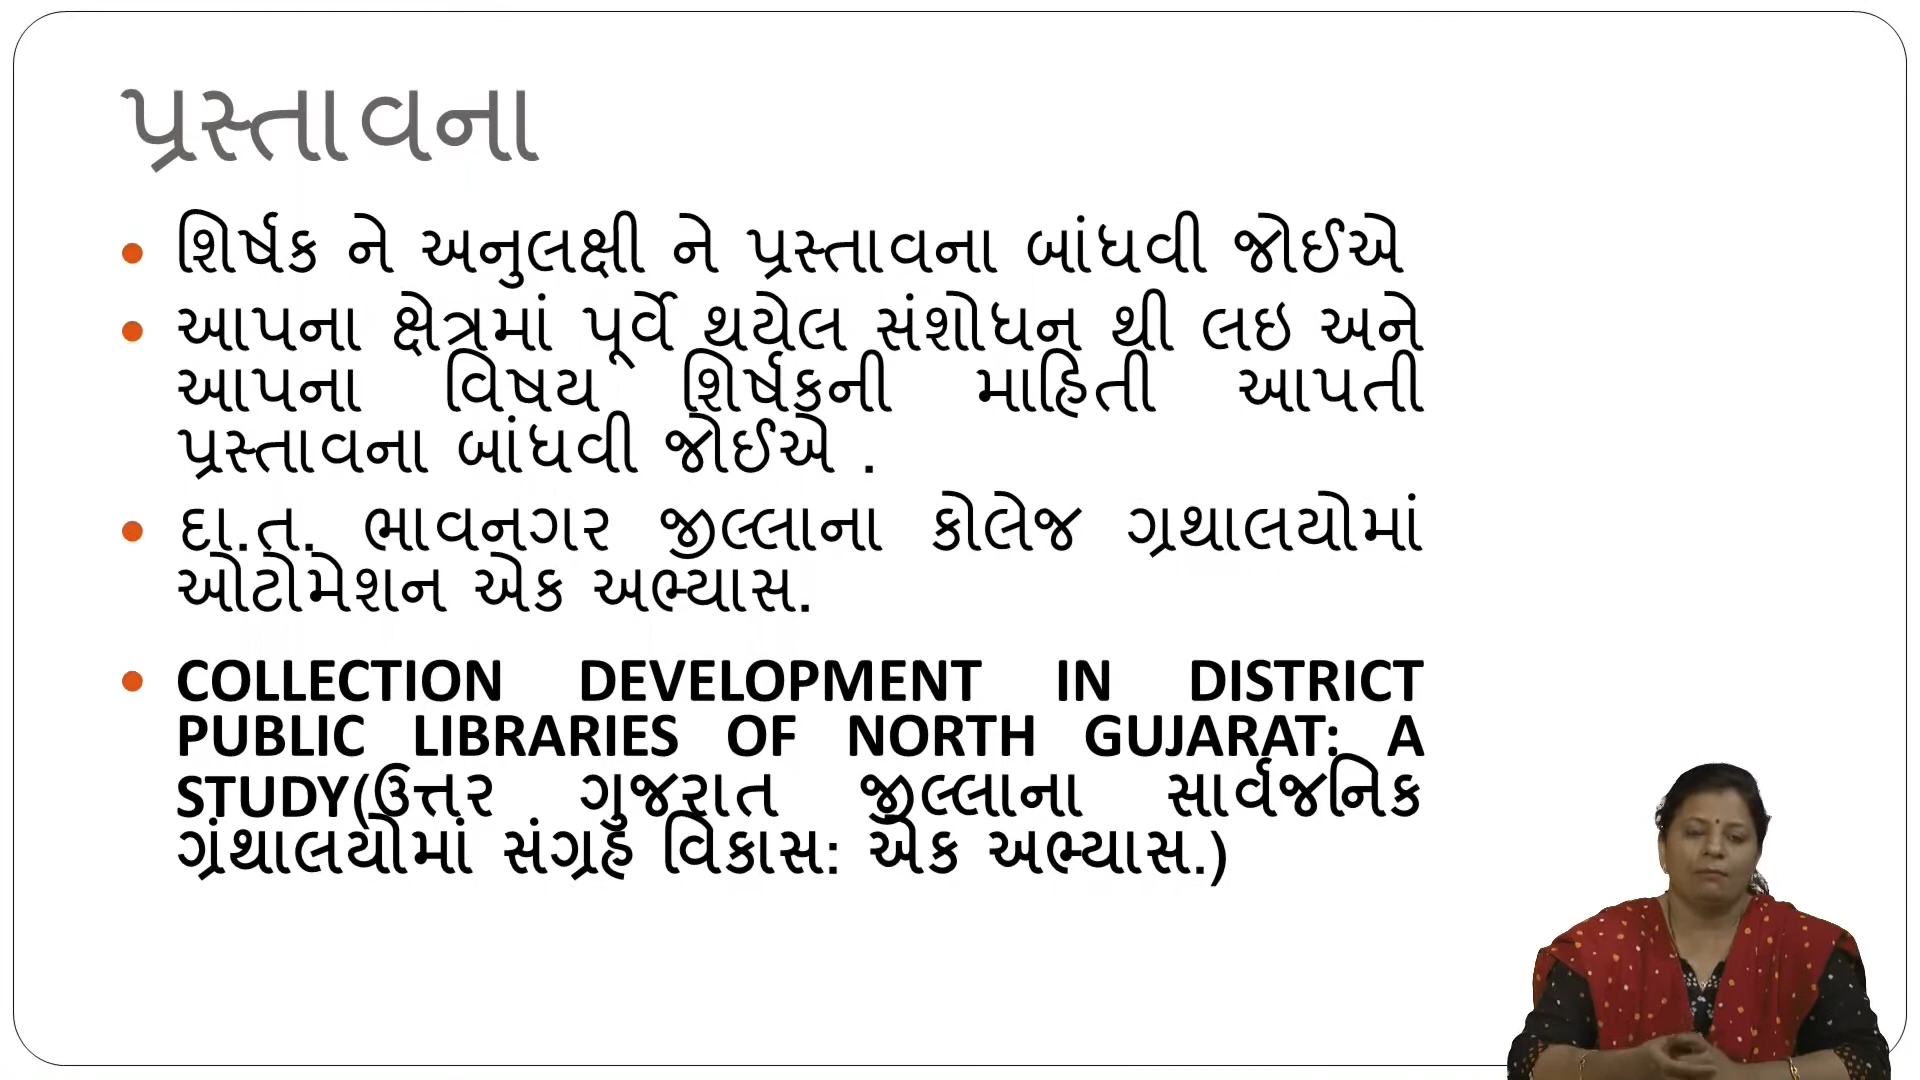 પ્રસ્તાવના
• શિર્ષક ને અનુલક્ષી ને પ્રસ્તાવના બાંધવી જોઈએ
• આપના ક્ષેત્રમાં પૂર્વે થયેલ સંશોધન થી લઇ અને
આપના વિષય શિર્ષકની માહિતી આપતી
પ્રસ્તાવના બાંધવી જોઈએ .
• દા.ત. ભાવનગર જીલ્લાના કોલેજ ગ્રથાલયોમાં
ઓટોમેશન એક અભ્યાસ.
• COLLECTION DEVELOPMENT IN DISTRICT
PUBLIC LIBRARIES OF NORTH GUJARAT: A
STUDY(ઉત્તર ગુજરાત જીલ્લાના સાર્વજનિક
ગ્રંથાલયોમાં સંગ્રહ વિકાસ: એક અભ્યાસ.)